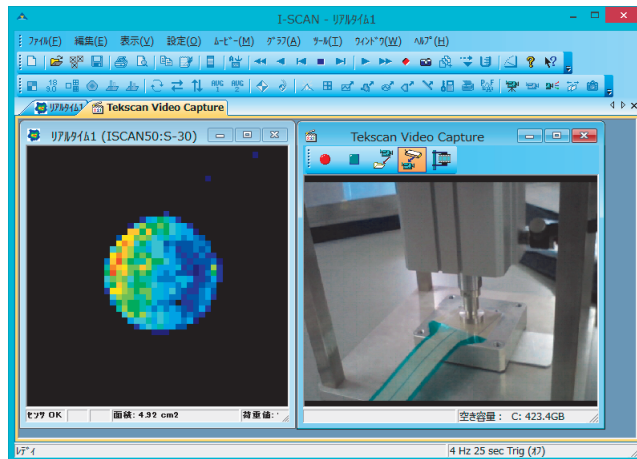 I-SCAN - ﾘｱﾙﾀｲﾑ1
ﾌｧｲﾙ(F) 編集(E) 表示(V) 設定(O) ﾑｰﾋﾞｰ(M) ｸﾞﾗﾌ(A) ﾂｰﾙ(T) ｳｨﾝﾄﾞｳ(W) ﾍﾙﾌﾟ(H)
ﾘｱﾙﾀｲﾑ1 Tekscan Video Capture
ﾘｱﾙﾀｲﾑ1 (ISCAN50:S-30)
Tekscan Video Capture
ｾﾝｻ OK 面積: 4.92 cm2 荷重値:
空き容量 : C: 423.4GB
ﾚﾃﾞｨ 4 Hz 25 sec Trig (ｵﾌ)